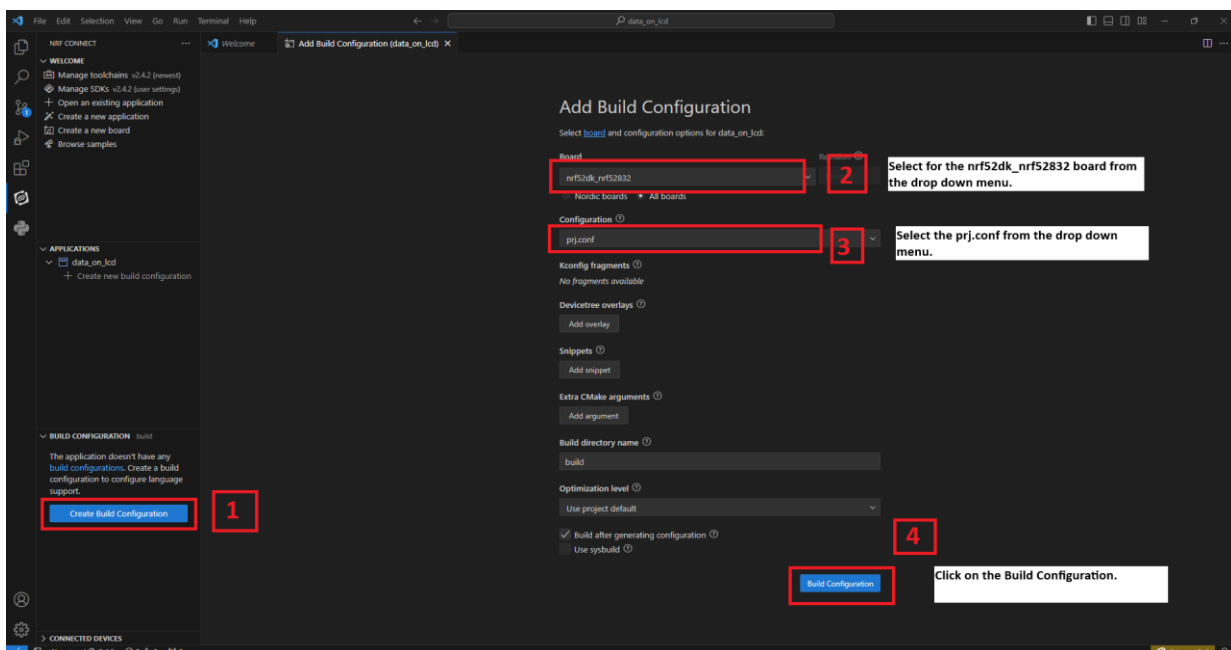 File Edit Selection View Go Run Terminal Help
data_on_lcd
NRF CONNECT
Welcome
Add Build Configuration (data_on_lcd)
WELCOME
Manage toolchains v2.4.2 (newest)
Manage SDKs v2.4.2 (user settings)
Open an existing application
Create a new application
Create a new board
Browse samples
APPLICATIONS
data_on_lcd
Create new build configuration
BUILD CONFIGURATION build
The application doesn't have any
build configurations. Create a build
configuration to configure language
support.
Create Build Configuration
1
CONNECTED DEVICES
Add Build Configuration
Select board and configuration options for data_on_lcd:
Board
Revision
nrf52dk_nrf52832
2
Select for the nrf52dk_nrf52832 board from
the drop down menu.
Nordic boards All boards
Configuration
prj.conf
3
Select the prj.conf from the drop down
menu.
Kconfig fragments
No fragments available
Devicetree overlays
Add overlay
Snippets
Add snippet
Extra CMake arguments
Add argument
Build directory name
build
Optimization level
Use project default
Build after generating configuration
Use sysbuild
4
Build Configuration
Click on the Build Configuration.